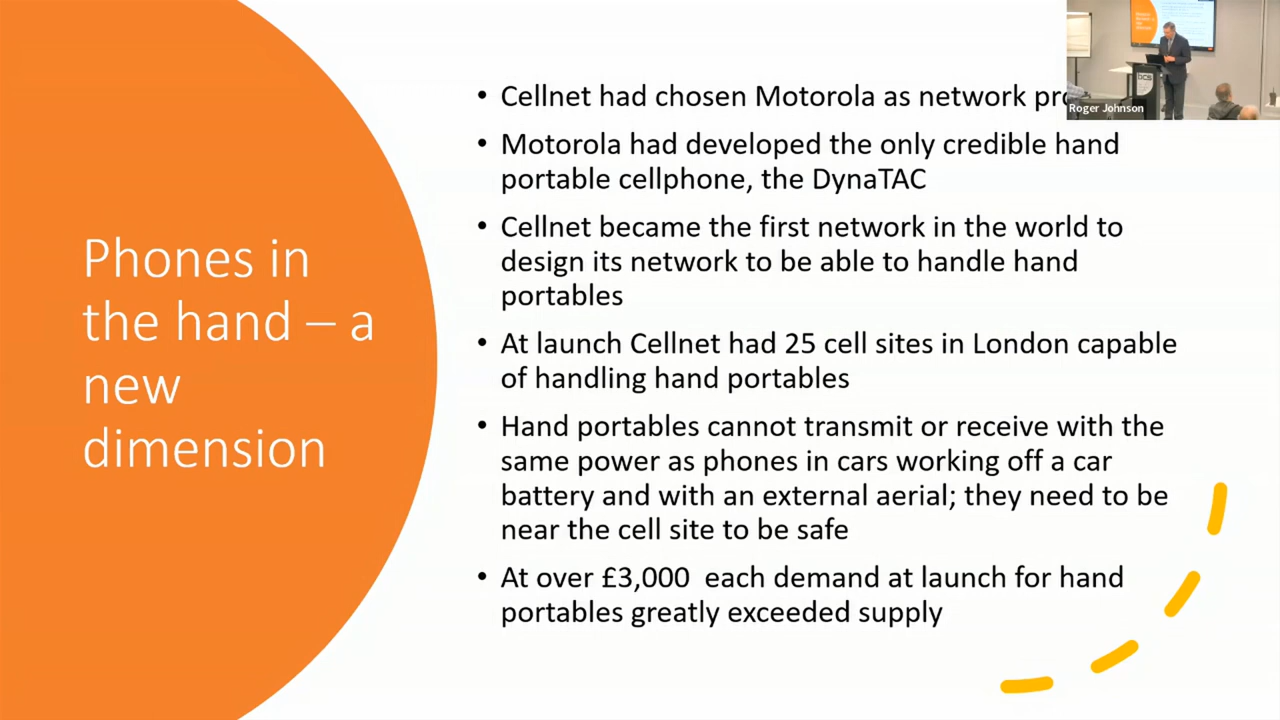 Phones in
the hand – a
new
dimension
• Cellnet had chosen Motorola as network
• Motorola had developed the only credible hand
portable cellphone, the DynaTAC
• Cellnet became the first network in the world to
design its network to be able to handle hand
portables
• At launch Cellnet had 25 cell sites in London capable
of handling hand portables
• Hand portables cannot transmit or receive with the
same power as phones in cars working off a car
battery and with an external aerial; they need to be
near the cell site to be safe
• At over £3,000  each demand at launch for hand
portables greatly exceeded supply
bcs
Roger Johnson